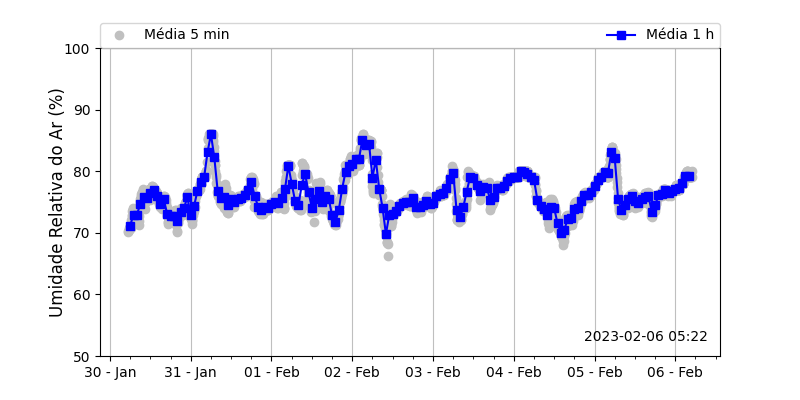 Média 5 min
Média 1 h
Umidade Relativa do Ar (%)
100
90
80
70
60
50
2023-02-06 05:22
30 - Jan
31 - Jan
01 - Feb
02 - Feb
03 - Feb
04 - Feb
05 - Feb
06 - Feb